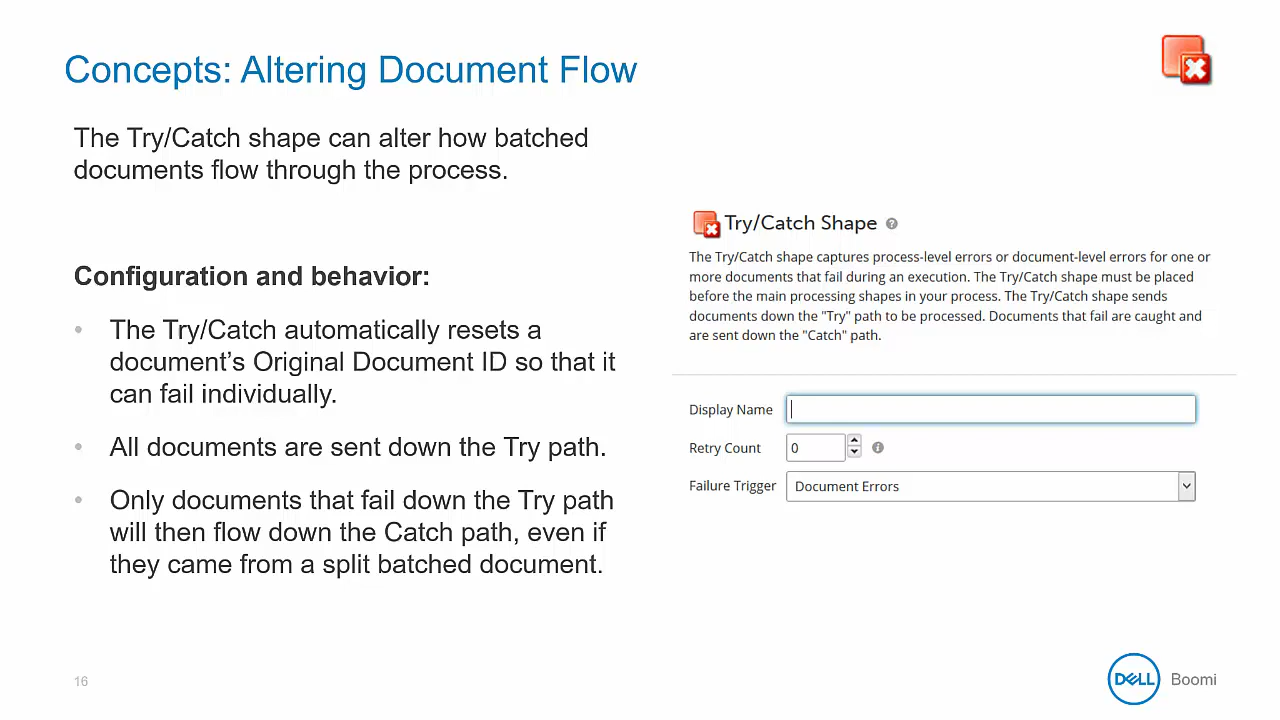 Concepts: Altering Document Flow
The Try/Catch shape can alter how batched
documents flow through the process.
Configuration and behavior:
• The Try/Catch automatically resets a
document’s Original Document ID so that it
can fail individually.
• All documents are sent down the Try path.
• Only documents that fail down the Try path
will then flow down the Catch path, even if
they came from a split batched document.
Try/Catch Shape ?
The Try/Catch shape captures process-level errors or document-level errors for one or
more documents that fail during an execution. The Try/Catch shape must be placed
before the main processing shapes in your process. The Try/Catch shape sends
documents down the "Try" path to be processed. Documents that fail are caught and
are sent down the "Catch" path.
Display Name
Retry Count 0 i
Failure Trigger Document Errors
16
DELL Boomi